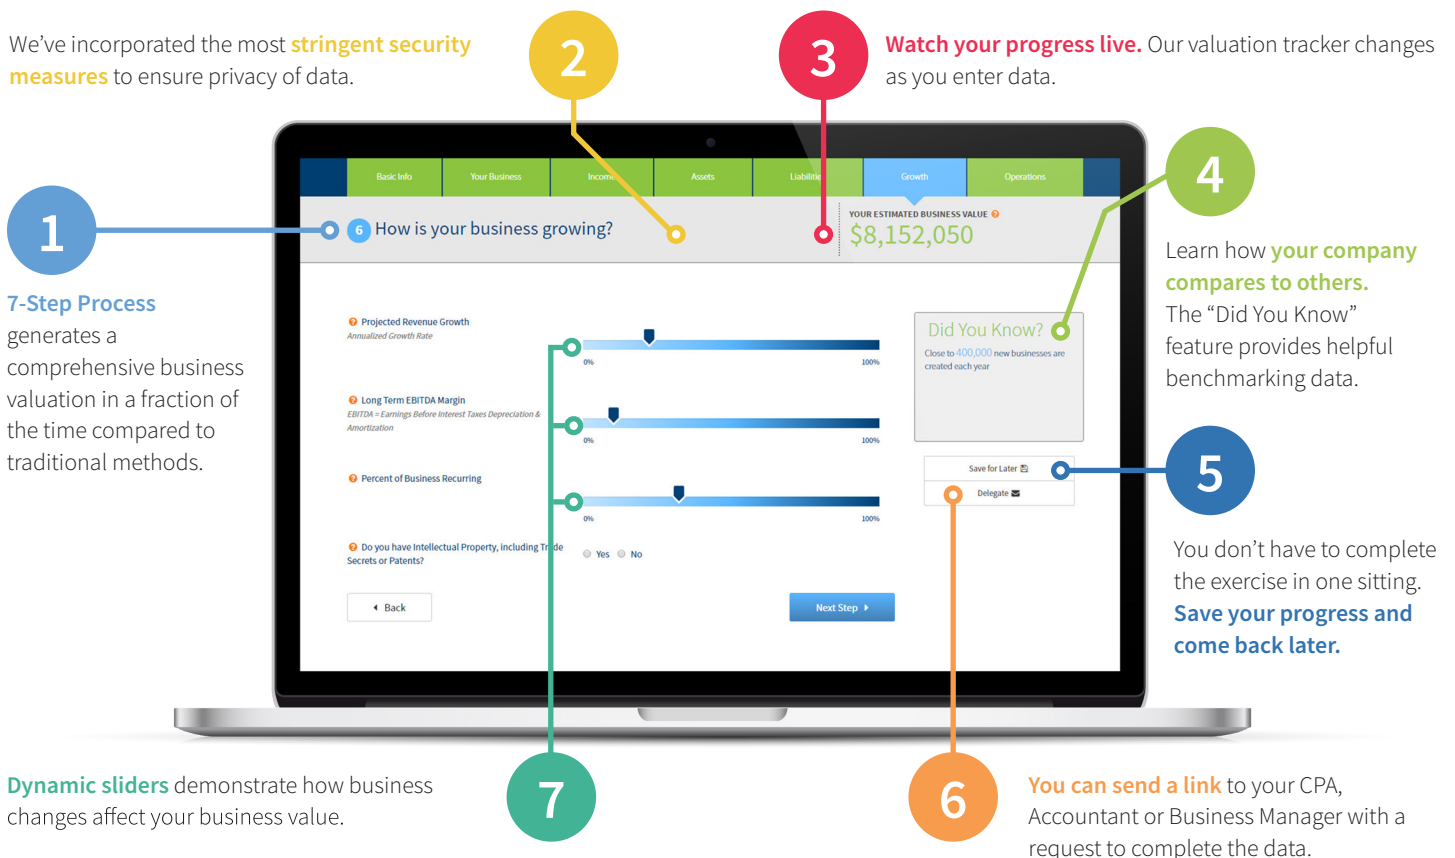 We’ve incorporated the most stringent security
measures to ensure privacy of data.
2
3
Watch your progress live. Our valuation tracker changes
as you enter data.
1
7-Step Process
generates a
comprehensive business
valuation in a fraction of
the time compared to
traditional methods.
Basic Info
Your Business
Income
Assets
Liabilities
Growth
Operations
6 How is your business growing?
YOUR ESTIMATED BUSINESS VALUE ?
$8,152,050
? Projected Revenue Growth
Annualized Growth Rate
0%
100%
? Long Term EBITDA Margin
EBITDA = Earnings Before Interest Taxes Depreciation &
Amortization
0%
100%
? Percent of Business Recurring
0%
100%
? Do you have Intellectual Property, including Trade
Secrets or Patents?
Yes
No
Back
Next Step
Did You Know?
Close to 400,000 new businesses are
created each year
Save for Later
Delegate
4
Learn how your company
compares to others.
The “Did You Know”
feature provides helpful
benchmarking data.
5
You don’t have to complete
the exercise in one sitting.
Save your progress and
come back later.
Dynamic sliders demonstrate how business
changes affect your business value.
7
6
You can send a link to your CPA,
Accountant or Business Manager with a
request to complete the data.